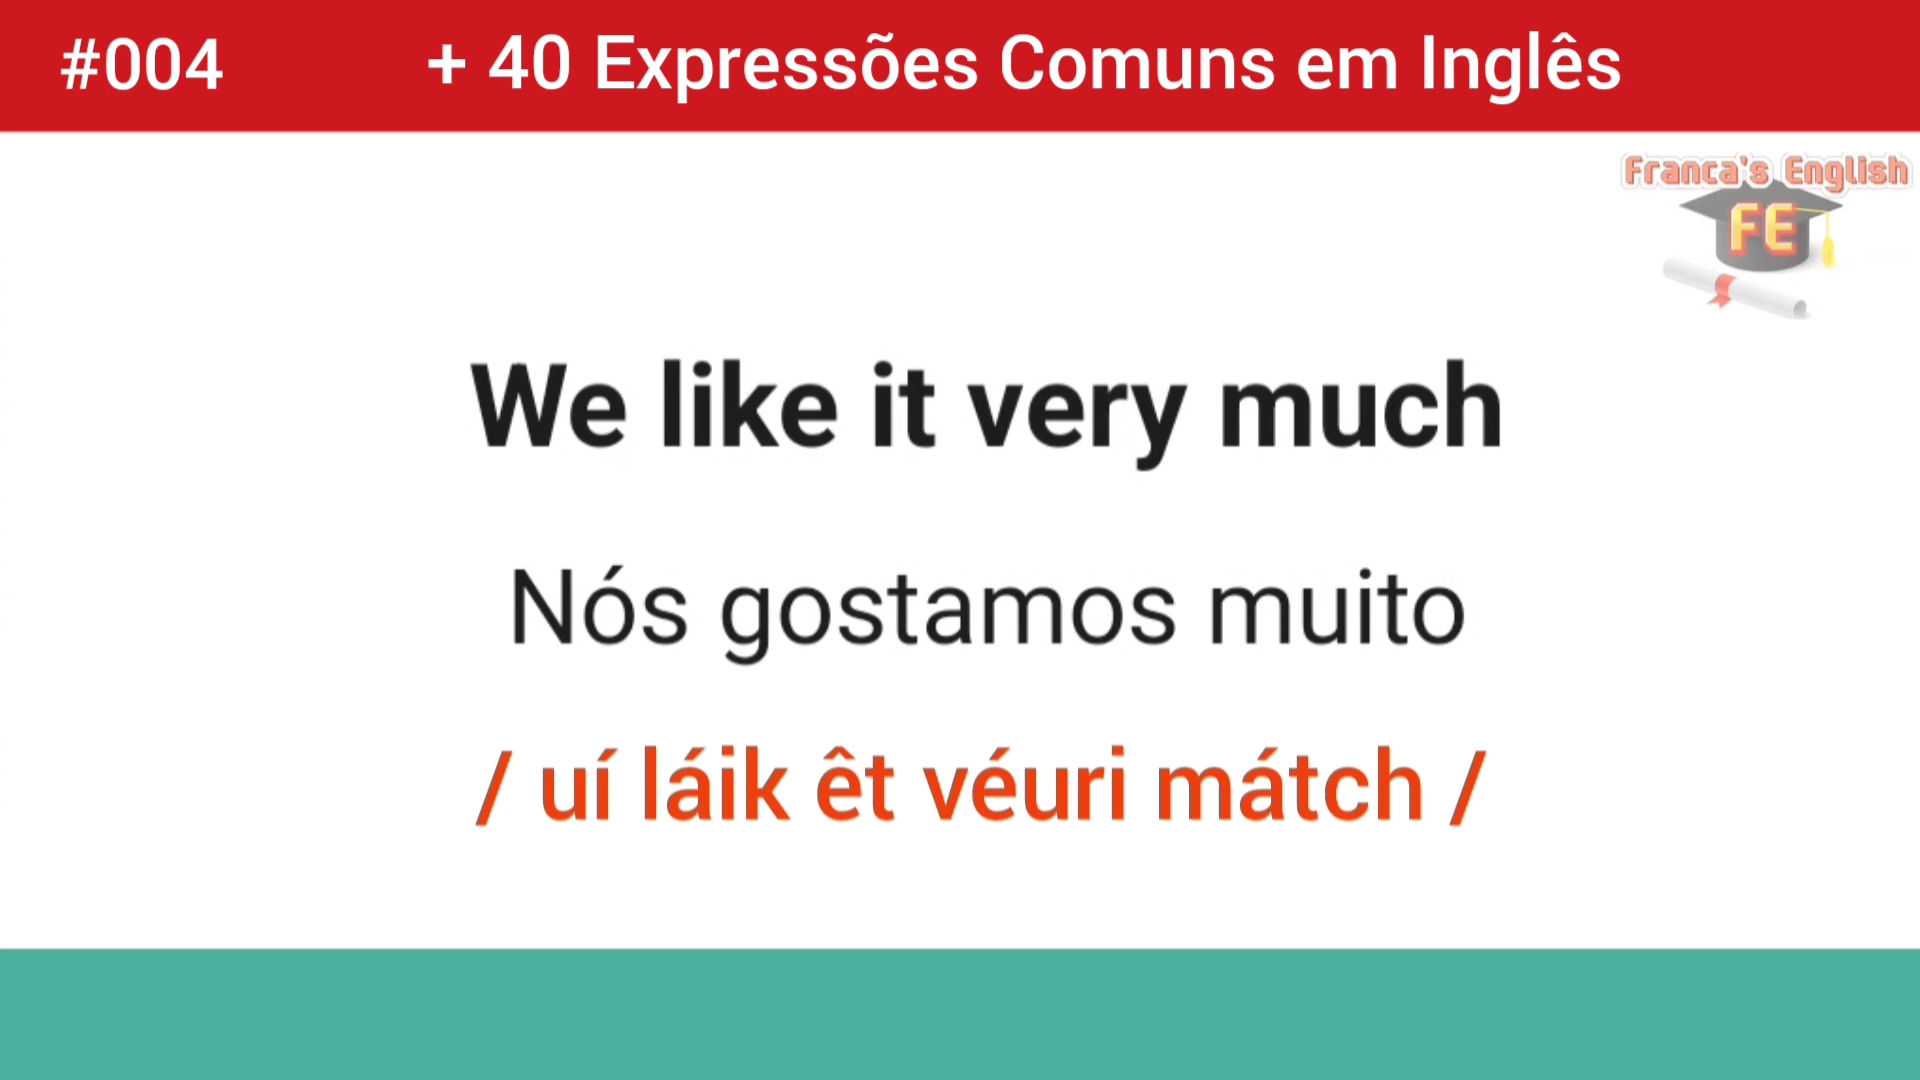 #004 + 40 Expressões Comuns em Inglês
Franca's English
FE
We like it very much
Nós gostamos muito
/ uí láik êt véuri mátch /